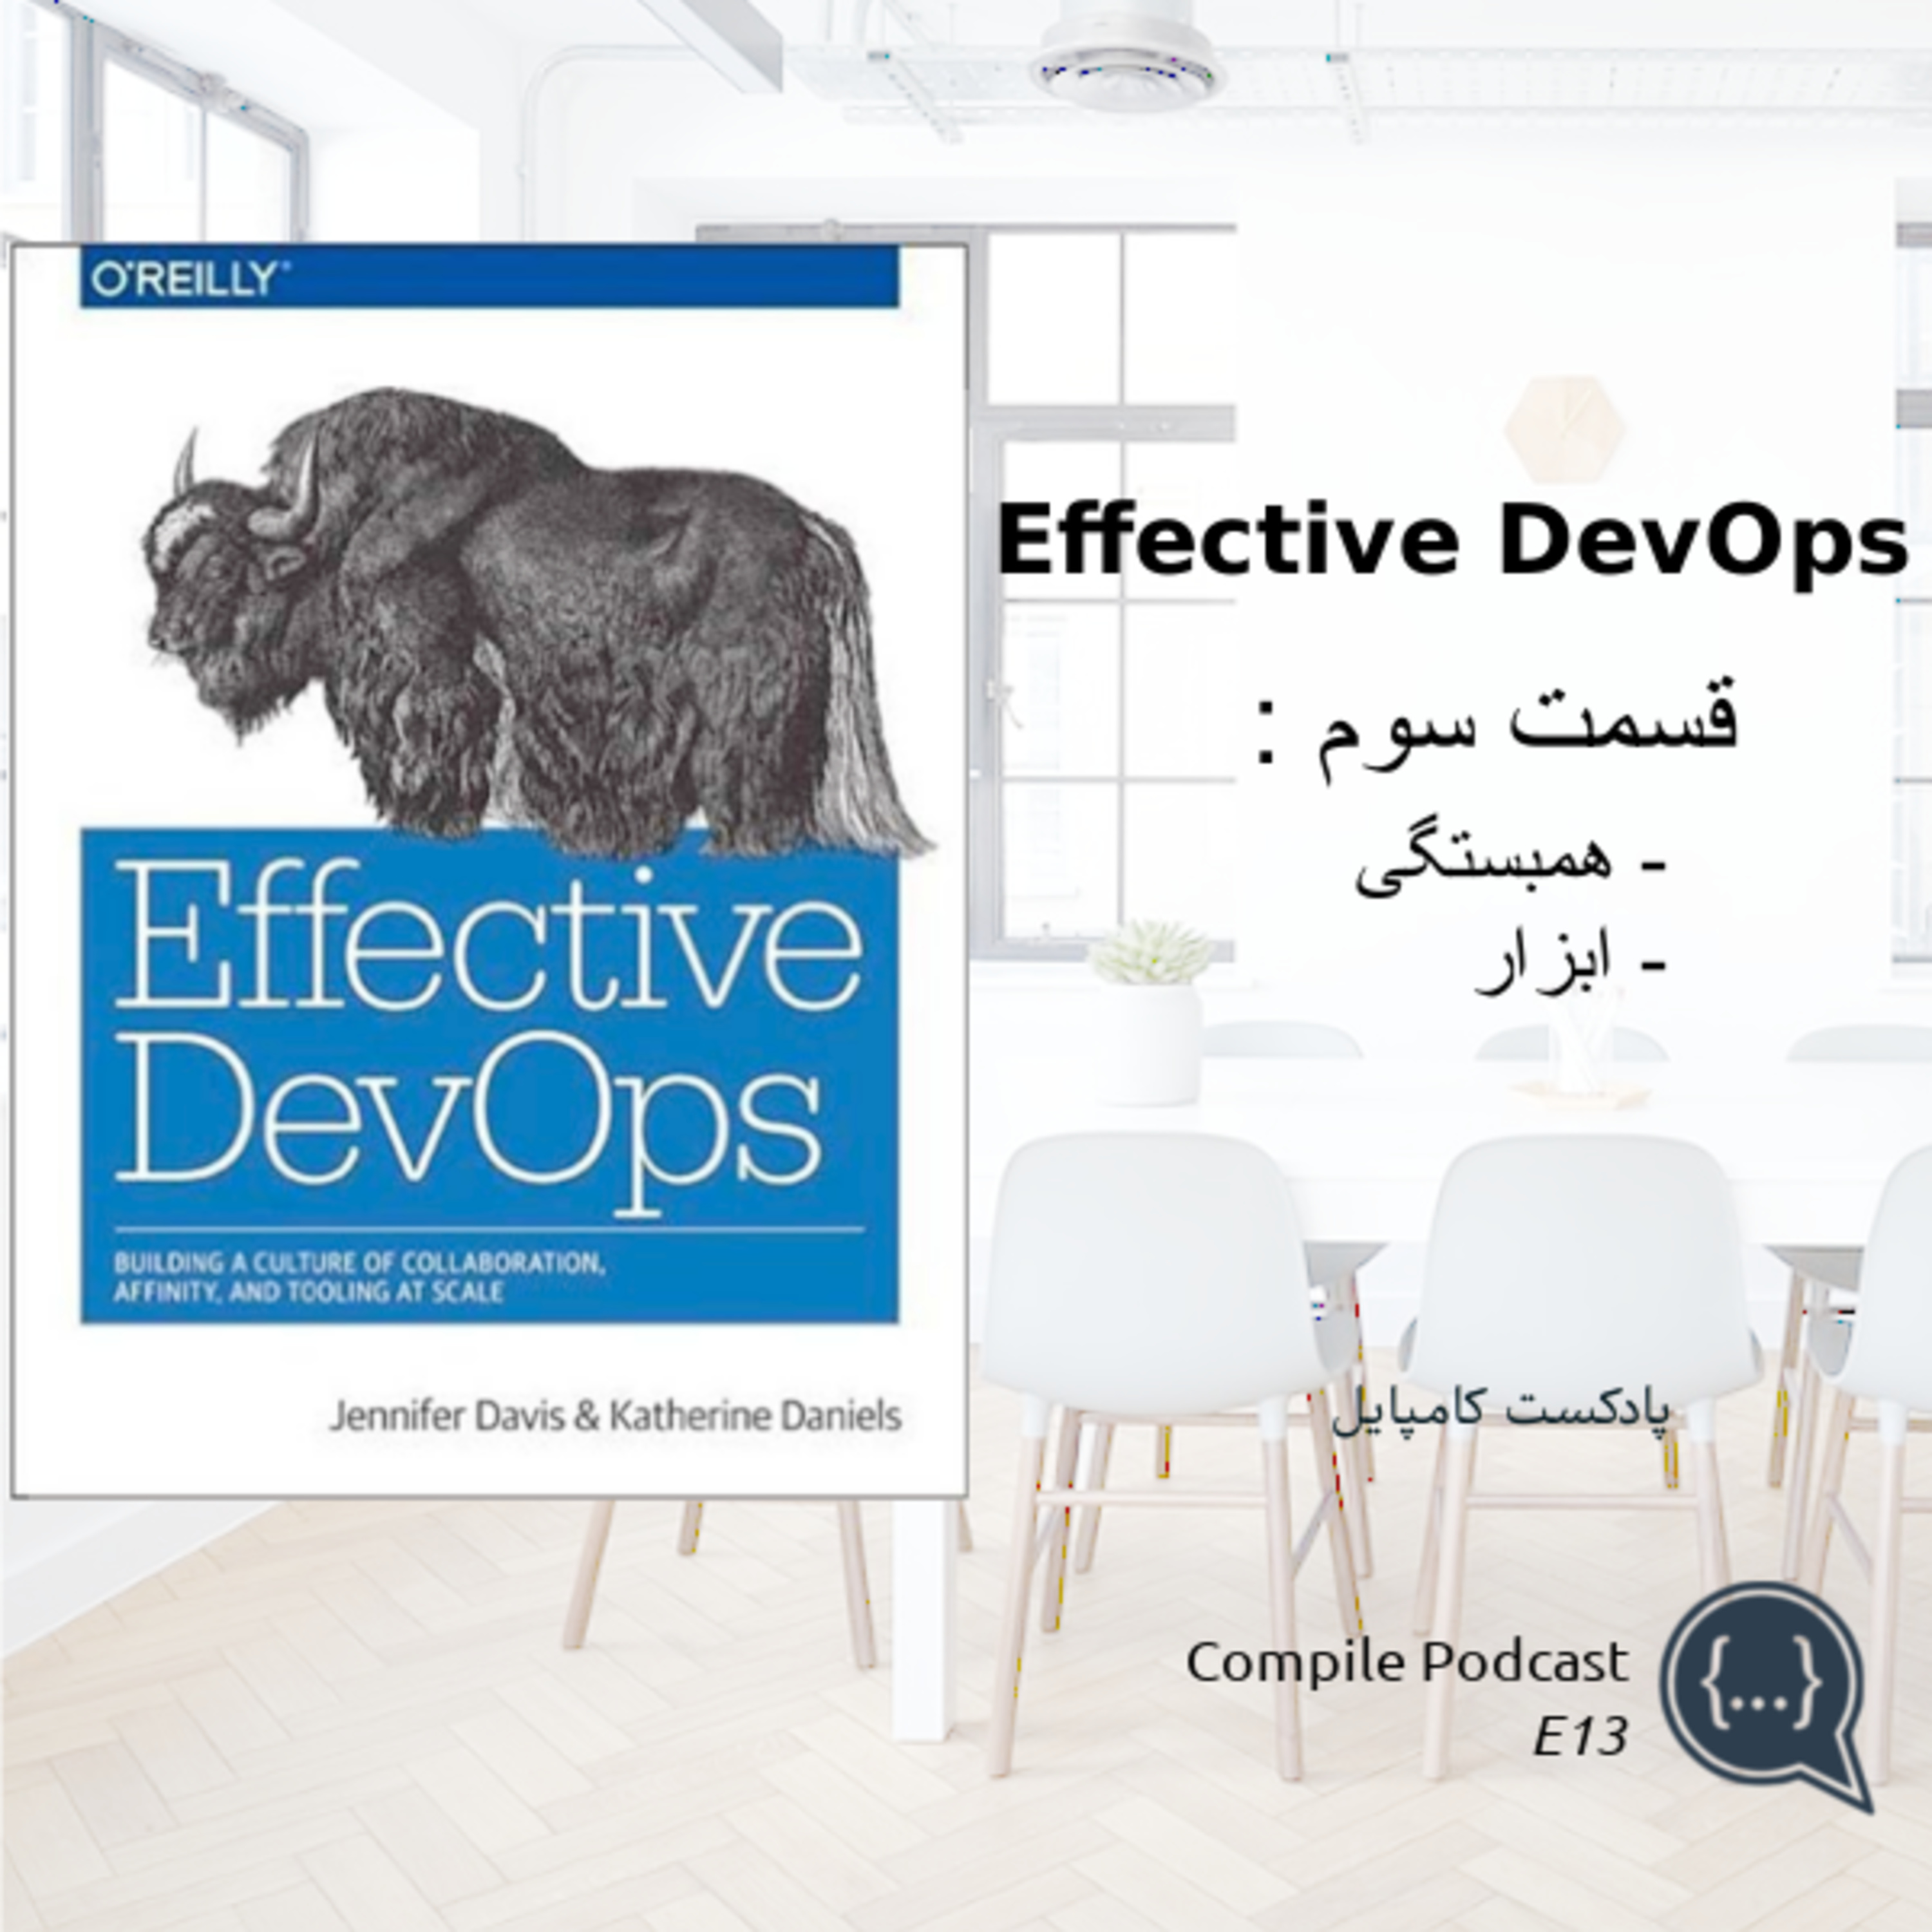 O'REILLY®
Effective
DevOps
BUILDING A CULTURE OF COLLABORATION,
AFFINITY, AND TOOLING AT SCALE
Jennifer Davis & Katherine Daniels
Effective DevOps
قسمت سوم :
- همبستگی
- ابزار
پادکست کامپایل
Compile Podcast
E13
{...}